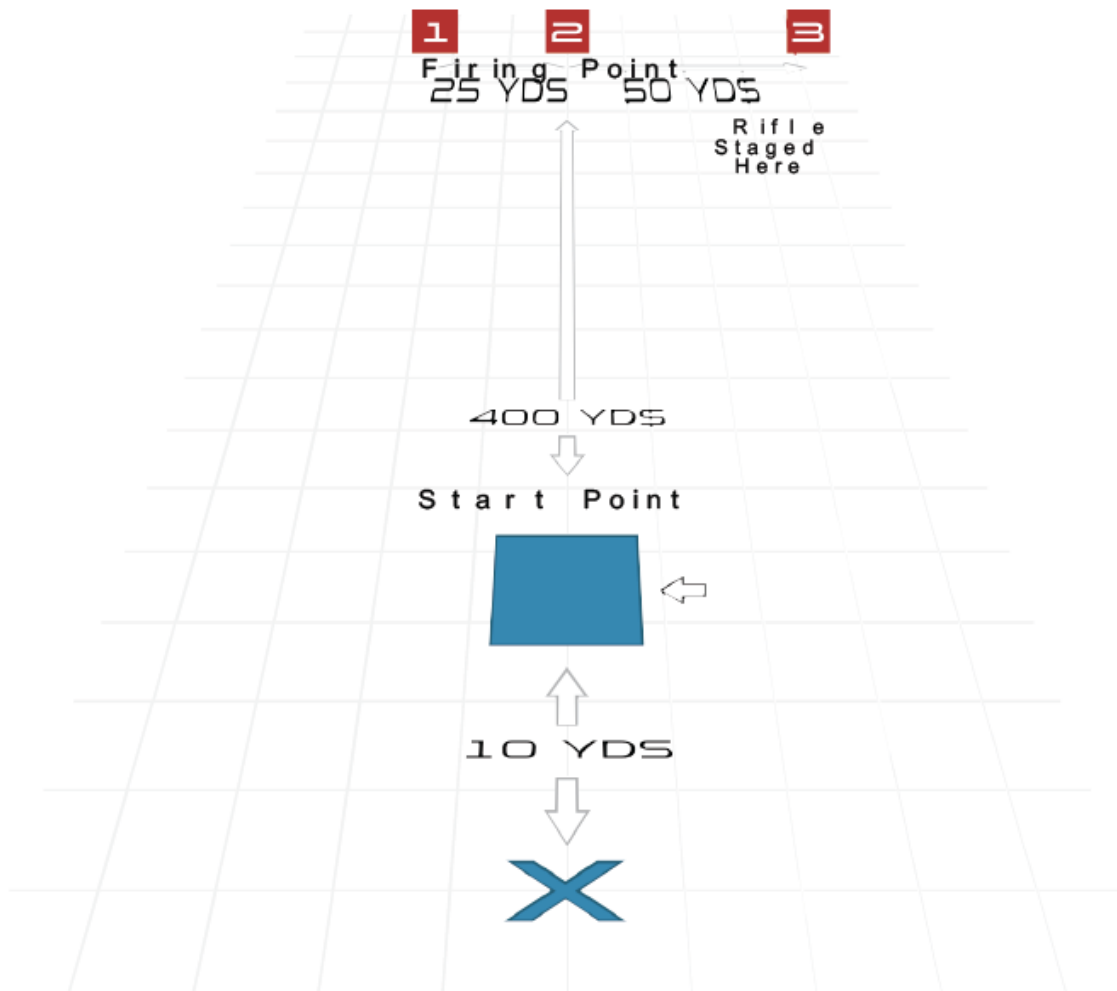 1 2 3
Firing Point
25 YDS 50 YDS
Rifle
Staged
Here
400 YDS
Start Point
10 YDS